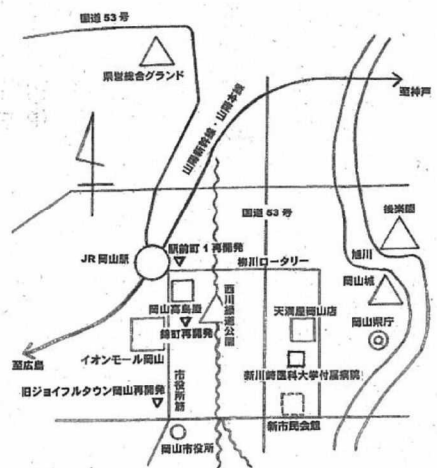 国道53号
県営総合グランド
至神戸
山陽新幹線・山陽本線
国道53号
後楽園
JR岡山駅
駅前町1再開発
柳川ロータリー
旭川
岡山城
岡山高島屋
西川緑道公園
天満屋岡山店
岡山県庁
錦町再開発
イオンモール岡山
至広島
市役所筋
新川崎医科大学付属病院
旧ジョイフルタウン岡山再開発
新市民会館
岡山市役所